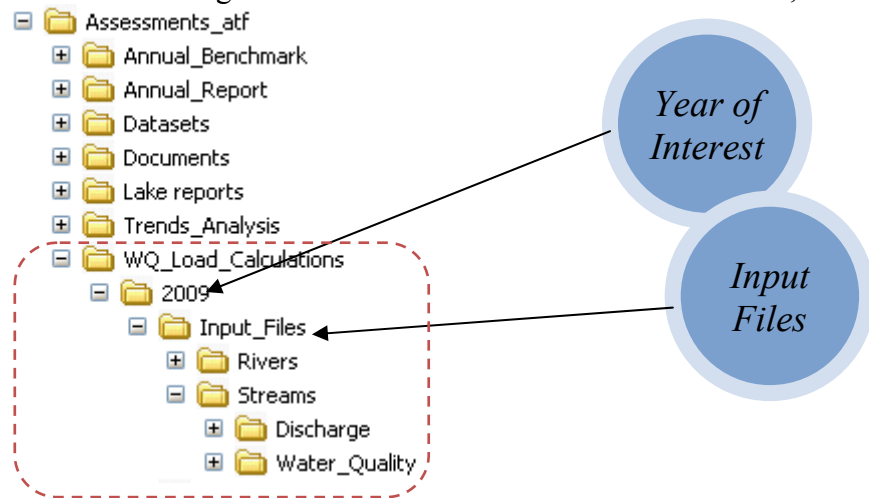 Assessments_atf
Annual_Benchmark
Annual_Report
Datasets
Documents
Lake reports
Trends_Analysis
WQ_Load_Calculations
2009
Input_Files
Rivers
Streams
Discharge
Water_Quality
Year of
Interest
Input
Files